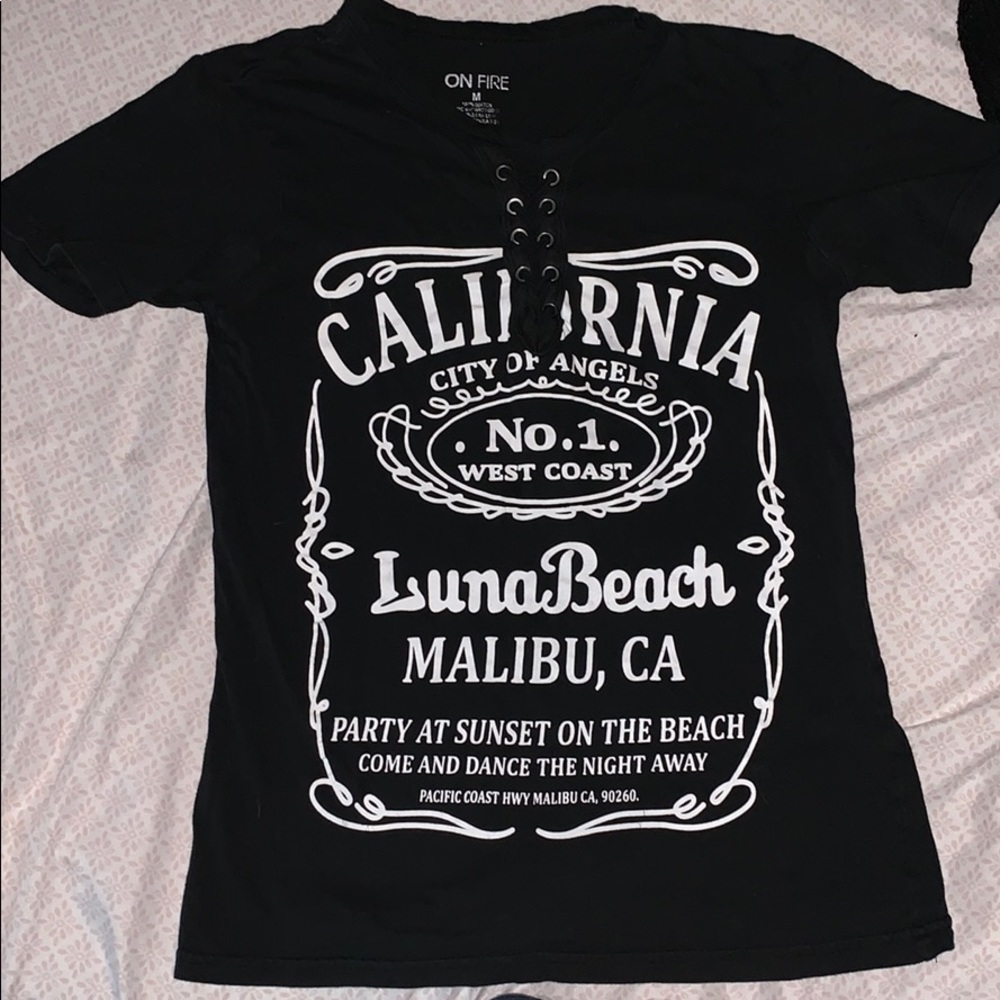 ON FIRE
M
CALIFORNIA
CITY OF ANGELS
. No.1.
WEST COAST
LunaBeach
MALIBU, CA
PARTY AT SUNSET ON THE BEACH
COME AND DANCE THE NIGHT AWAY
PACIFIC COAST HWY MALIBU CA, 90260.